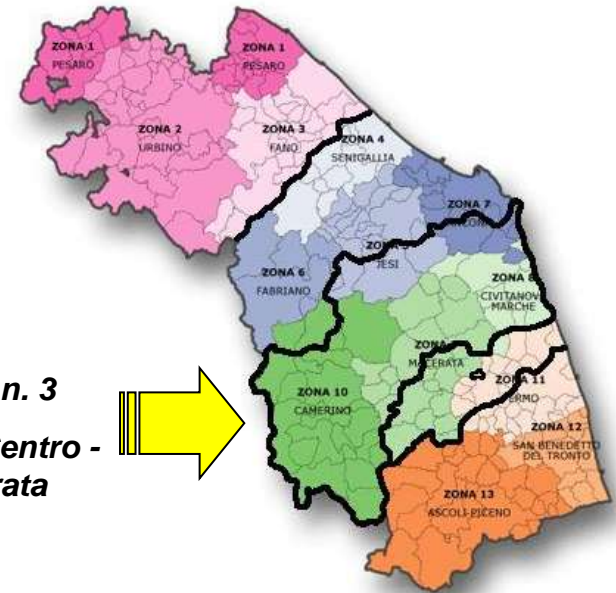 ZONA 1
PESARO
ZONA 1
PESARO
ZONA 2
URBINO
ZONA 3
FANO
ZONA 4
SENIGALLIA
ZONA 7
JESI
ZONA 6
FABRIANO
CIVITANOV
MARCHE
MACERATA
n. 3
entro -
rata
ZONA 10
CAMERINO
ZONA 11
ERMO
ZONA 12
SAN BENEDETTO
DEL TRONTO
ZONA 13
ASCOLI PICENO